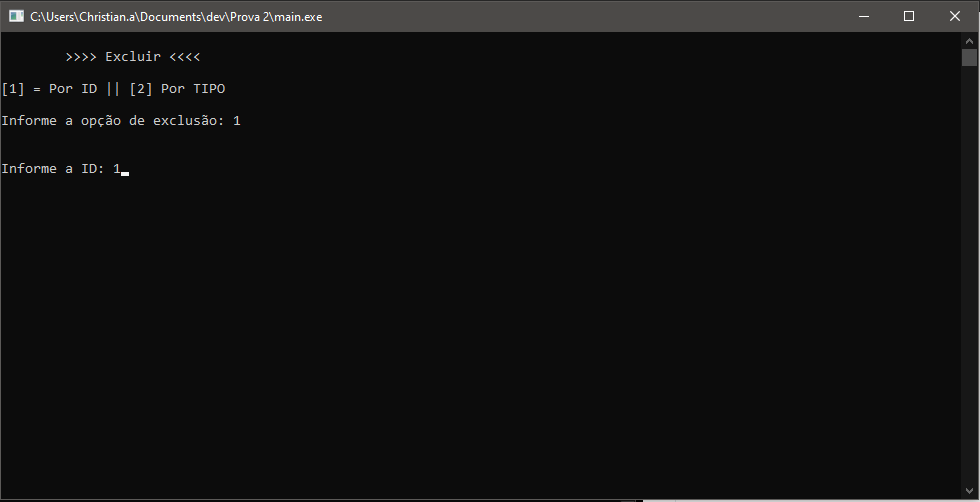 C:\Users\Christian.a\Documents\dev\Prova 2\main.exe
>>>> Excluir <<<<
[1] = Por ID || [2] Por TIPO
Informe a opção de exclusão: 1
Informe a ID: 1